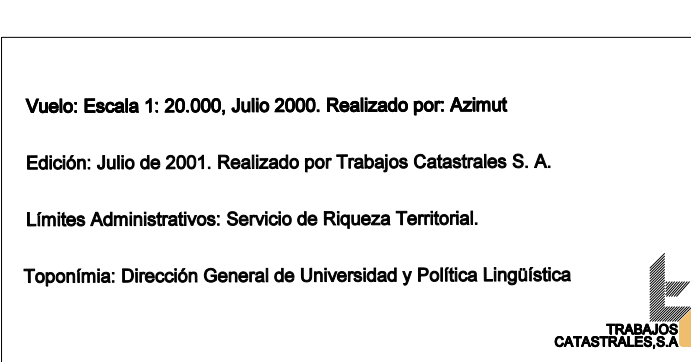 Vuelo: Escala 1: 20.000, Julio 2000. Realizado por: Azimut
Edición: Julio de 2001. Realizado por Trabajos Catastrales S. A.
Límites Administrativos: Servicio de Riqueza Territorial.
Toponímia: Dirección General de Universidad y Política Lingüística
TRABAJOS
CATASTRALES,S.A